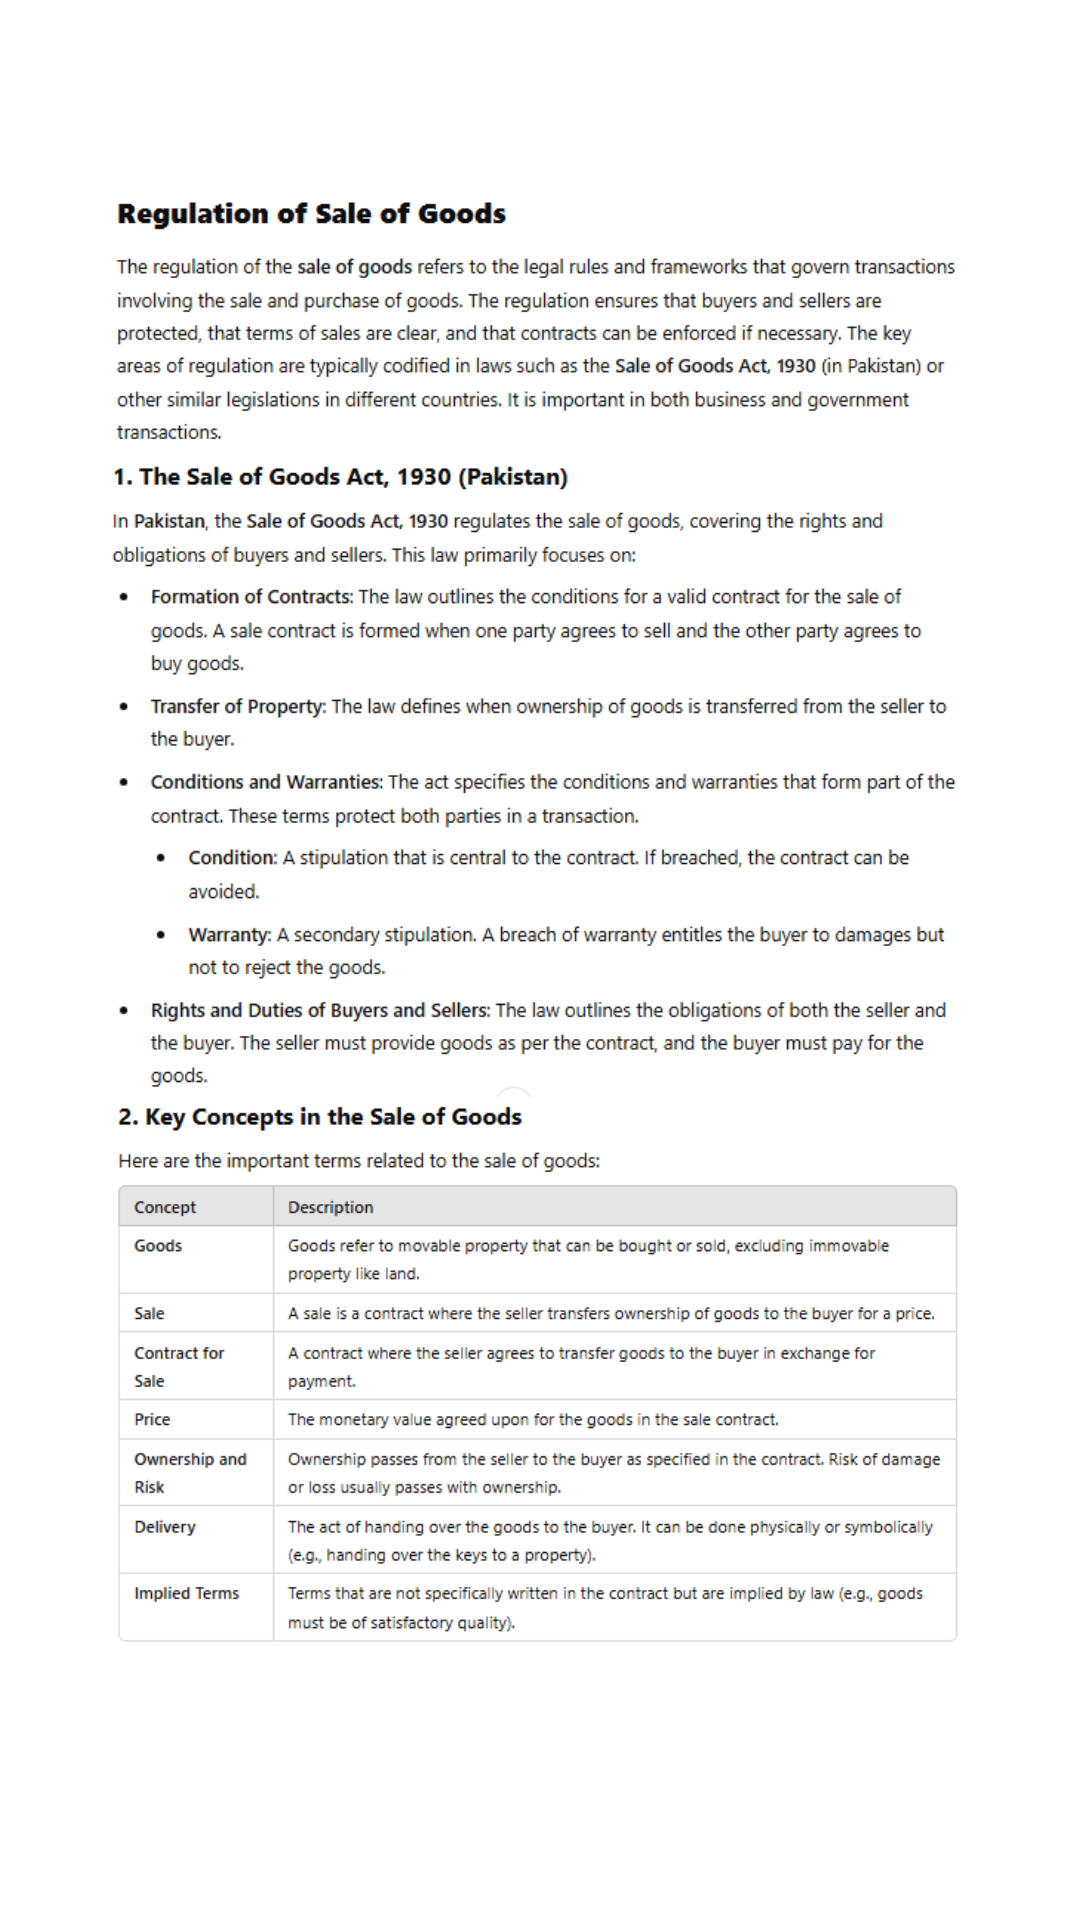 Regulation of Sale of Goods
The regulation of the sale of goods refers to the legal rules and frameworks that govern transactions
involving the sale and purchase of goods. The regulation ensures that buyers and sellers are
protected, that terms of sales are clear, and that contracts can be enforced if necessary. The key
areas of regulation are typically codified in laws such as the Sale of Goods Act, 1930 (in Pakistan) or
other similar legislations in different countries. It is important in both business and government
transactions.
1. The Sale of Goods Act, 1930 (Pakistan)
In Pakistan, the Sale of Goods Act, 1930 regulates the sale of goods, covering the rights and
obligations of buyers and sellers. This law primarily focuses on:
• Formation of Contracts: The law outlines the conditions for a valid contract for the sale of
goods. A sale contract is formed when one party agrees to sell and the other party agrees to
buy goods.
• Transfer of Property: The law defines when ownership of goods is transferred from the seller to
the buyer.
• Conditions and Warranties: The act specifies the conditions and warranties that form part of the
contract. These terms protect both parties in a transaction.
• Condition: A stipulation that is central to the contract. If breached, the contract can be
avoided.
• Warranty: A secondary stipulation. A breach of warranty entitles the buyer to damages but
not to reject the goods.
• Rights and Duties of Buyers and Sellers: The law outlines the obligations of both the seller and
the buyer. The seller must provide goods as per the contract, and the buyer must pay for the
goods.
2. Key Concepts in the Sale of Goods
Here are the important terms related to the sale of goods:
Concept Description
Goods Goods refer to movable property that can be bought or sold, excluding immovable
property like land.
Sale A sale is a contract where the seller transfers ownership of goods to the buyer for a price.
Contract for A contract where the seller agrees to transfer goods to the buyer in exchange for
Sale payment.
Price The monetary value agreed upon for the goods in the sale contract.
Ownership and Ownership passes from the seller to the buyer as specified in the contract. Risk of damage
Risk or loss usually passes with ownership.
Delivery The act of handing over the goods to the buyer. It can be done physically or symbolically
(e.g., handing over the keys to a property).
Implied Terms Terms that are not specifically written in the contract but are implied by law (e.g., goods
must be of satisfactory quality).